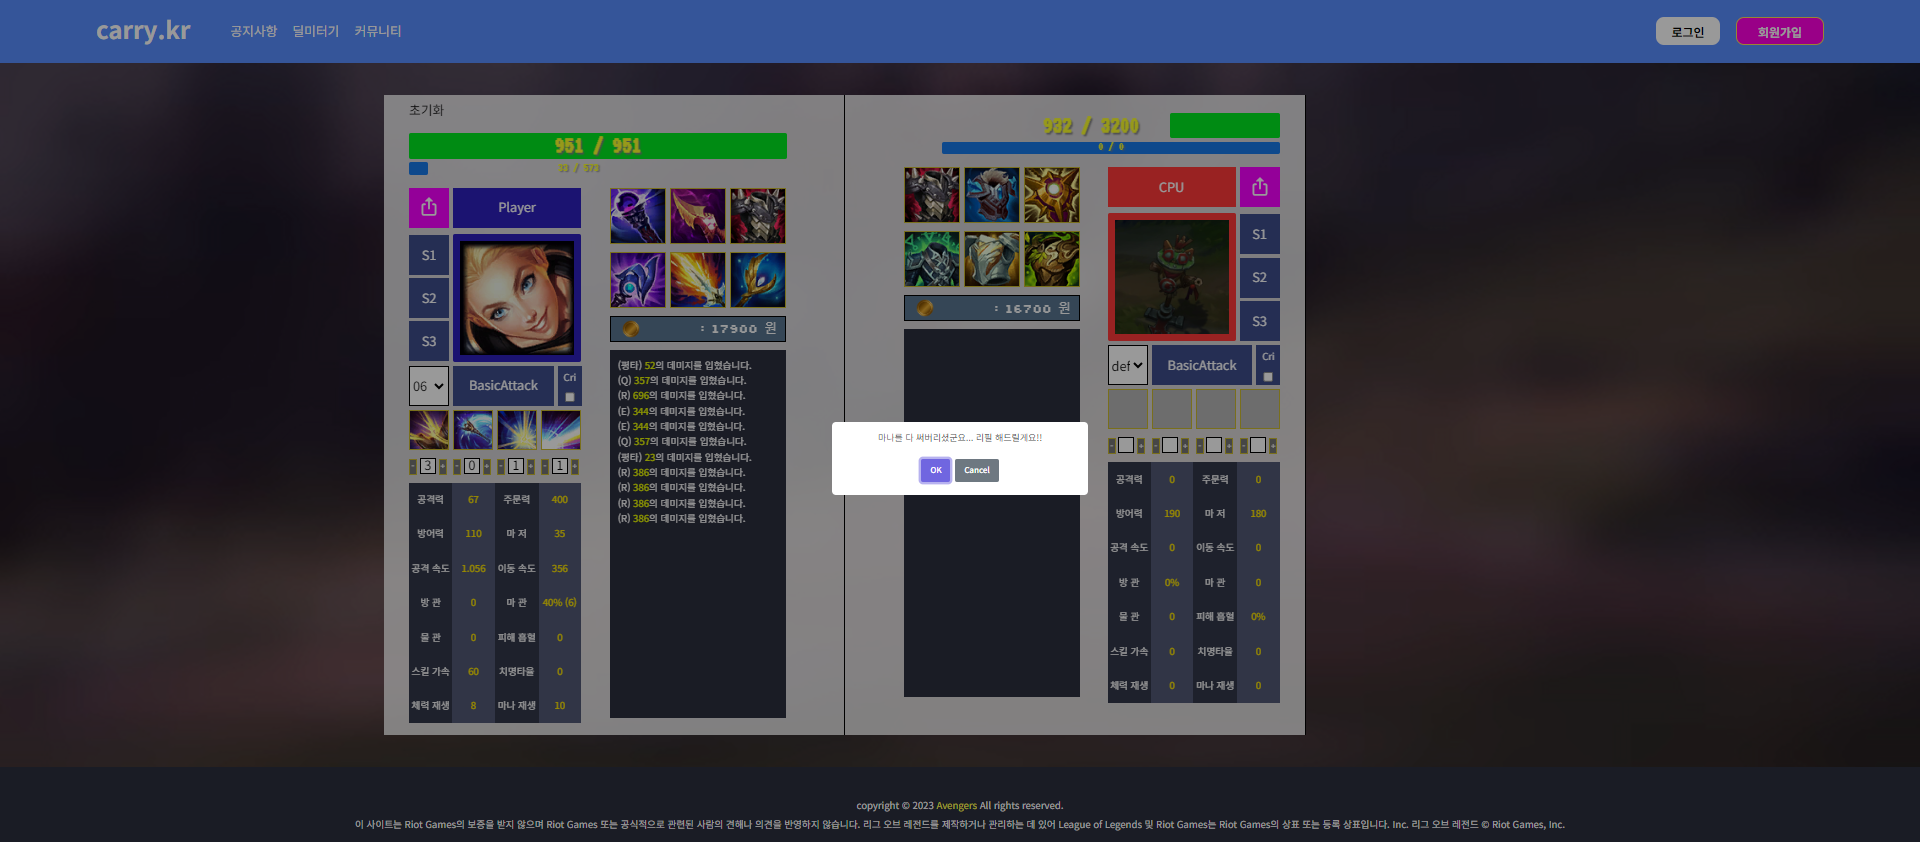 carry.kr 공지사항 딜미터기 커뮤니티 로그인 회원가입
초기화
951 / 951
33 / 573
Player
S1
S2
S3
06 BasicAttack Cri
- 3 + - 0 + - 1 + - 1 +
공격력 67 주문력 400
방어력 110 마 저 35
공격 속도 1.056 이동 속도 356
방 관 0 마 관 40% (6)
물 관 0 피해 흡혈 0
스킬 가속 60 치명타율 0
체력 재생 8 마나 재생 10
: 17900 원
(평타) 52의 데미지를 입혔습니다.
(Q) 357의 데미지를 입혔습니다.
(R) 696의 데미지를 입혔습니다.
(E) 344의 데미지를 입혔습니다.
(E) 344의 데미지를 입혔습니다.
(Q) 357의 데미지를 입혔습니다.
(평타) 23의 데미지를 입혔습니다.
(R) 386의 데미지를 입혔습니다.
(R) 386의 데미지를 입혔습니다.
(R) 386의 데미지를 입혔습니다.
(R) 386의 데미지를 입혔습니다.
마나를 다 써버리셨군요... 리필 해드릴게요!!
OK Cancel
932 / 3200
0 / 0
: 16700 원
CPU
S1
S2
S3
def BasicAttack Cri
- + - + - + - +
공격력 0 주문력 0
방어력 190 마 저 180
공격 속도 0 이동 속도 0
방 관 0% 마 관 0
물 관 0 피해 흡혈 0%
스킬 가속 0 치명타율 0
체력 재생 0 마나 재생 0
copyright © 2023 Avengers All rights reserved.
이 사이트는 Riot Games의 보증을 받지 않으며 Riot Games 또는 공식적으로 관련된 사람의 견해나 의견을 반영하지 않습니다. 리그 오브 레전드를 제작하거나 관리하는 데 있어 League of Legends 및 Riot Games는 Riot Games의 상표 또는 등록 상표입니다. Inc. 리그 오브 레전드 © Riot Games, Inc.